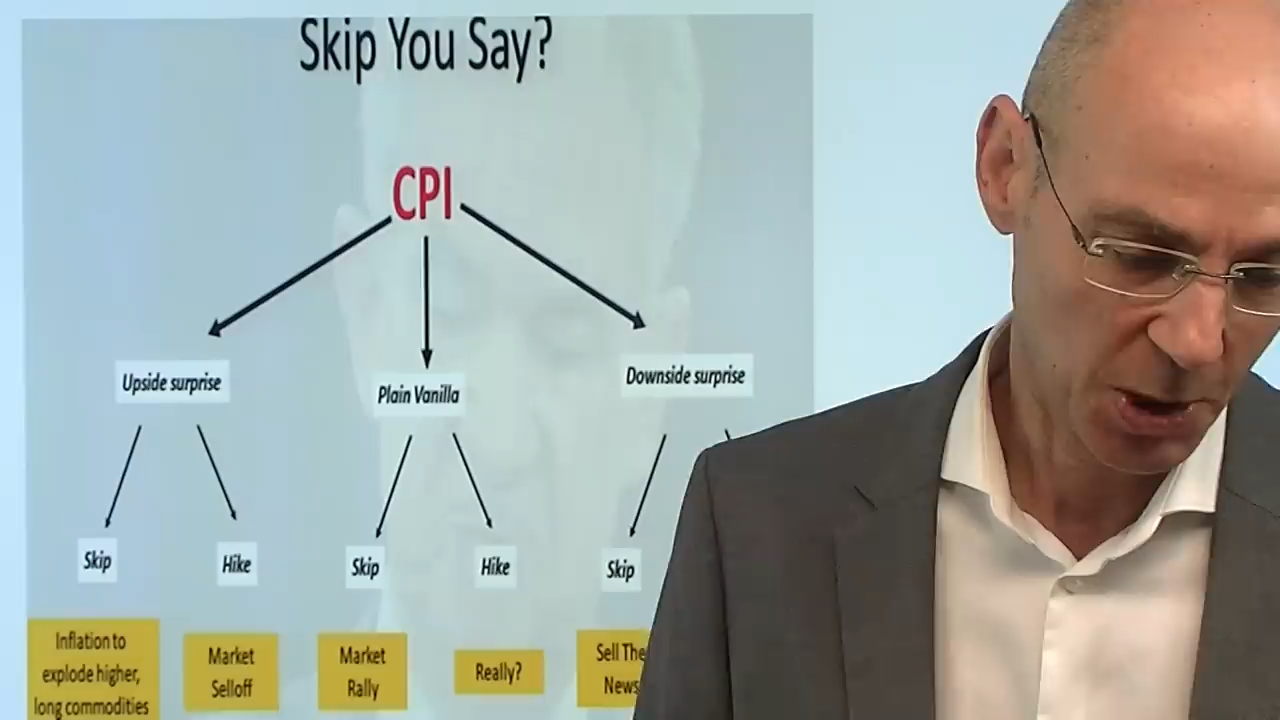 Skip You Say?
CPI
Upside surprise
Plain Vanilla
Downside surprise
Skip
Hike
Skip
Hike
Skip
Inflation to
explode higher,
long commodities
Market
Selloff
Market
Rally
Really?
Sell The
News